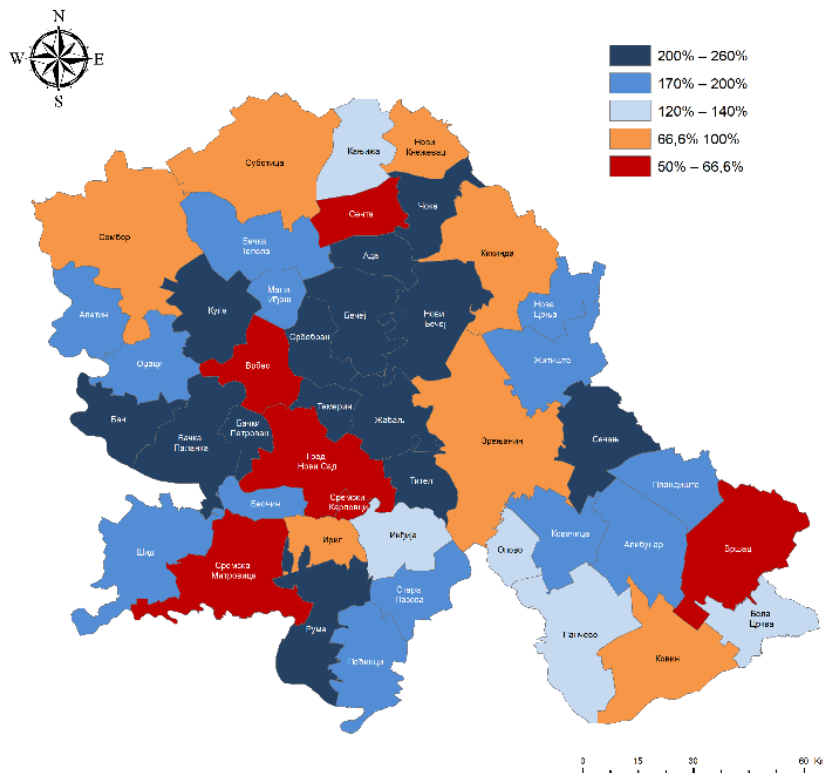 N
W
E
S
200% – 260%
170% – 200%
120% – 140%
66,6% 100%
50% – 66,6%
Суботица
Кањижа
Нови
Кнежевац
Сента
Чока
Сомбор
Бачка
Топола
Ада
Кикинда
Апатин
Кула
Мали
Иђош
Бечеј
Нови
Бечеј
Нова
Црња
Србобран
Оџаци
Врбас
Житиште
Бач
Бачка
Паланка
Бачки
Петровац
Темерин
Жабаљ
Зрењанин
Сечањ
Град
Нови Сад
Тител
Сремски
Карловци
Беочин
Пландиште
Шид
Сремска
Митровица
Ириг
Инђија
Опово
Ковачица
Алибунар
Вршац
Стара
Пазова
Рума
Панчево
Бела
Црква
Пећинци
Ковин
0 15 30 60 Km